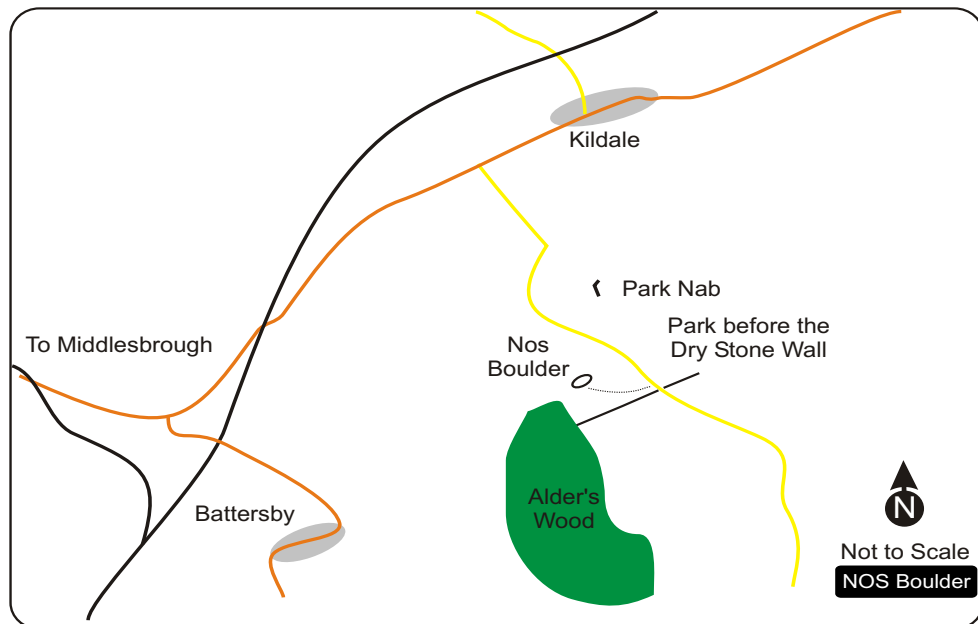 Kildale
Park Nab
Park before the
Dry Stone Wall
To Middlesbrough
Nos
Boulder
Alder's
Wood
Battersby
N
Not to Scale
NOS Boulder